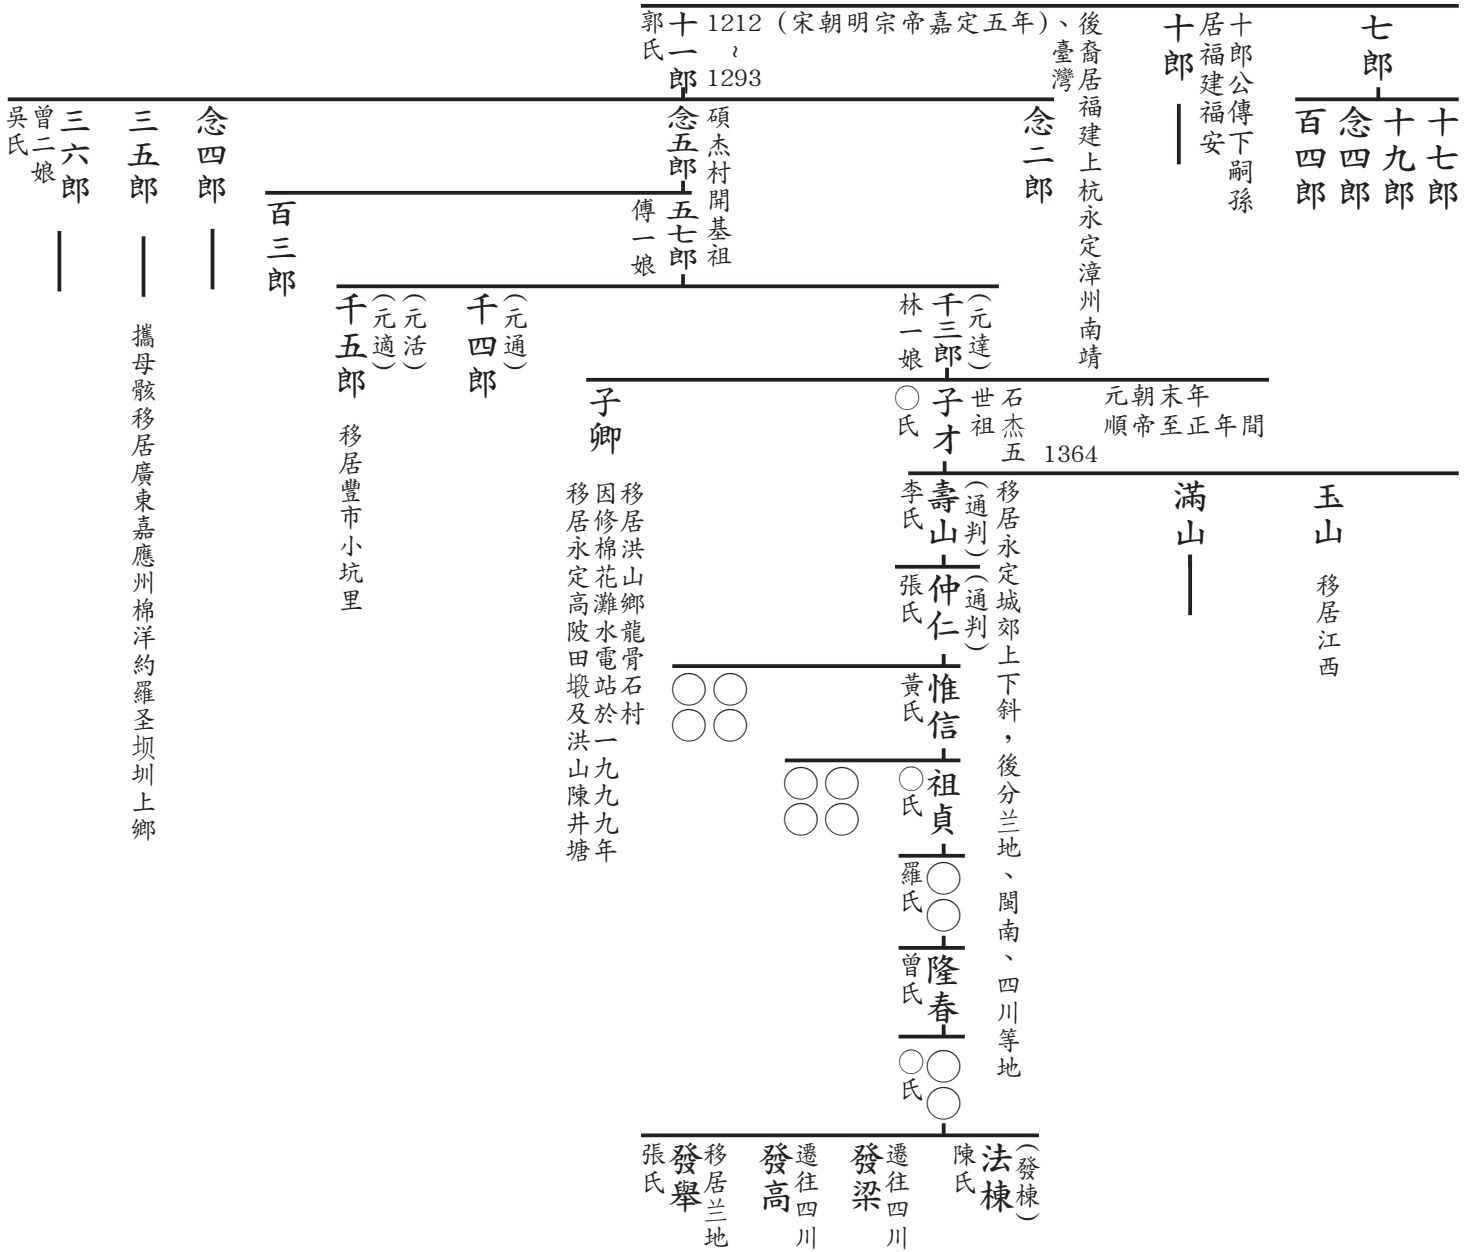 七郎
十七郎
十九郎
念四郎
百四郎
十郎公傳下嗣孫
居福建福安
十郎
後裔居福建上杭永定漳州南靖、
臺灣
1212 (宋朝明宗帝嘉定五年)
~
1293
十一郎
郭氏
念二郎
碩杰村開基祖
念五郎
念四郎
三五郎
攜母骸移居廣東嘉應州棉洋約羅圣坝圳上鄉
三六郎
曾二娘
吳氏
五七郎
傅一娘
百三郎
(元達)
千三郎
林一娘
(元通)
千四郎
(元活)
(元適)
千五郎
移居豐市小坑里
元朝末年
順帝至正年間
1364
石杰五
世祖
子才
○氏
子卿
移居洪山鄉龍骨石村
因修棉花灘水電站於一九九九年
移居永定高陂田塅及洪山陳井塘
玉山
移居江西
滿山
移居永定城郊上下斜，後分兰地、閩南、四川等地
(通判)
壽山
李氏
(通判)
仲仁
張氏
惟信
黃氏
○○
○○
祖貞
○氏
○○
○○
○○
羅氏
隆春
曾氏
○○
○氏
(發棟)
法棟
陳氏
遷往四川
發梁
遷往四川
發高
移居兰地
發舉
張氏